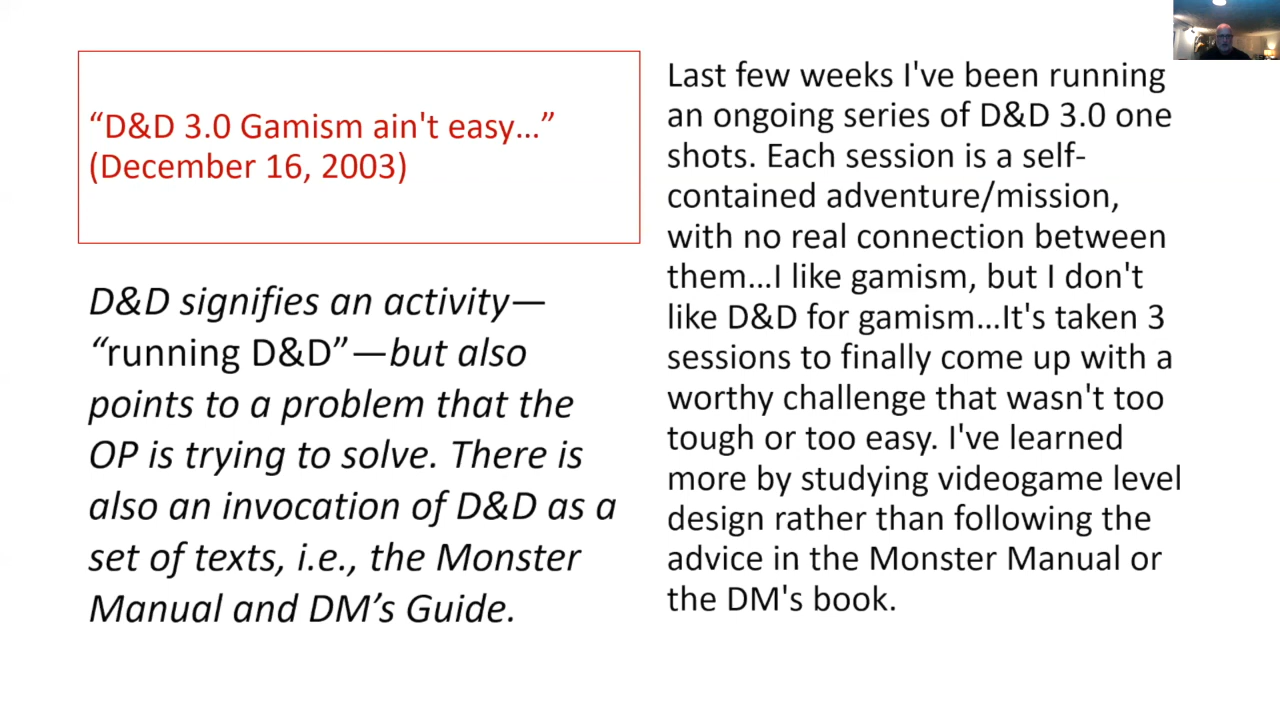 “D&D 3.0 Gamism ain't easy…”
(December 16, 2003)
D&D signifies an activity—
“running D&D”—but also
points to a problem that the
OP is trying to solve. There is
also an invocation of D&D as a
set of texts, i.e., the Monster
Manual and DM’s Guide.
Last few weeks I've been running
an ongoing series of D&D 3.0 one
shots. Each session is a self-
contained adventure/mission,
with no real connection between
them…I like gamism, but I don't
like D&D for gamism…It's taken 3
sessions to finally come up with a
worthy challenge that wasn't too
tough or too easy. I've learned
more by studying videogame level
design rather than following the
advice in the Monster Manual or
the DM's book.